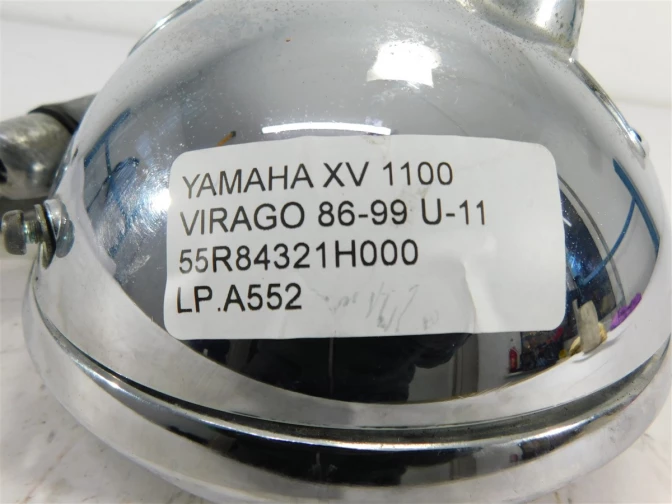 YAMAHA XV 1100
VIRAGO 86-99 U-11
55R84321H000
LP.A552